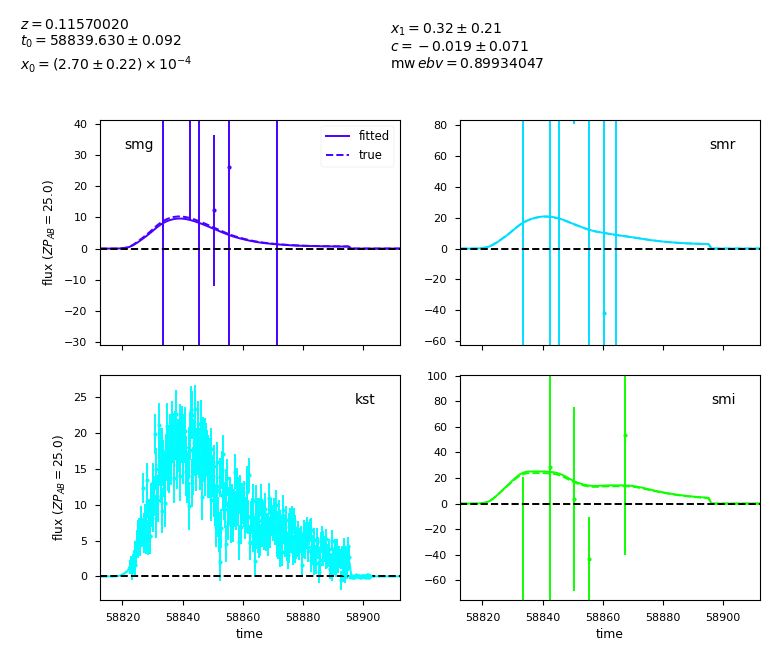 z = 0.11570020
t₀ = 58839.630 ± 0.092
x₀ = (2.70 ± 0.22) × 10⁻⁴
x₁ = 0.32 ± 0.21
c = −0.019 ± 0.071
mw ebv = 0.89934047
smg
fitted
true
flux (ZP_AB = 25.0)
40
30
20
10
0
−10
−20
−30
smr
80
60
40
20
0
−20
−40
−60
kst
flux (ZP_AB = 25.0)
25
20
15
10
5
0
58820 58840 58860 58880 58900
time
smi
100
80
60
40
20
0
−20
−40
−60
58820 58840 58860 58880 58900
time